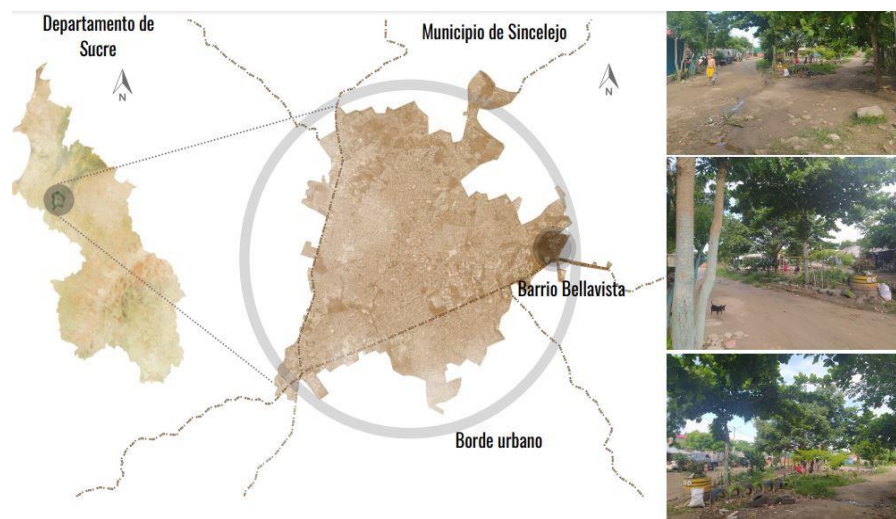 Departamento de
Sucre
N
Municipio de Sincelejo
N
Barrio Bellavista
Borde urbano